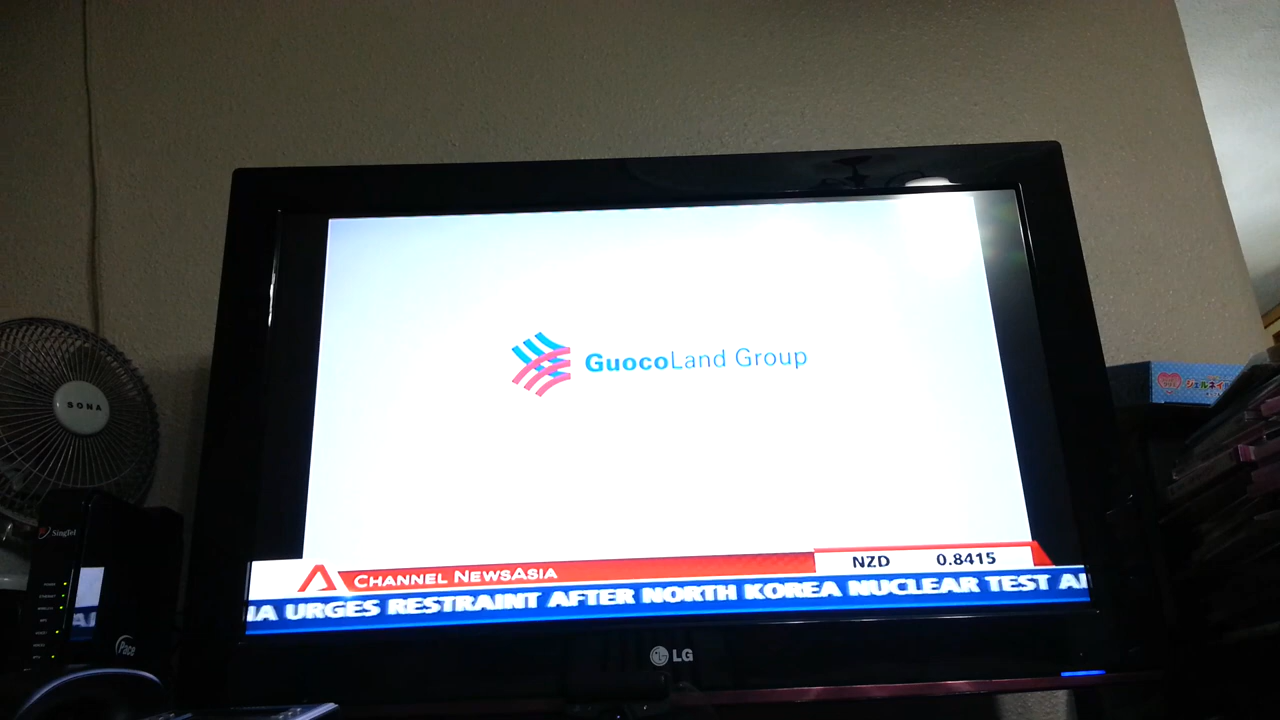 GuocoLand Group
CHANNEL NEWSASIA
NZD 0.8415
URGES RESTRAINT AFTER NORTH KOREA NUCLEAR TEST
LG
SONA
SingTel
Pace